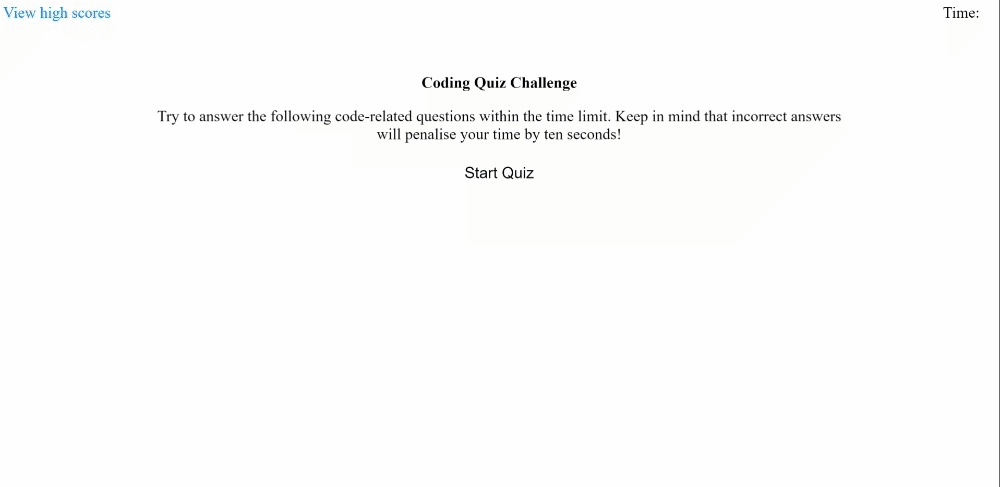 View high scores
Time:
Coding Quiz Challenge
Try to answer the following code-related questions within the time limit. Keep in mind that incorrect answers
will penalise your time by ten seconds!
Start Quiz